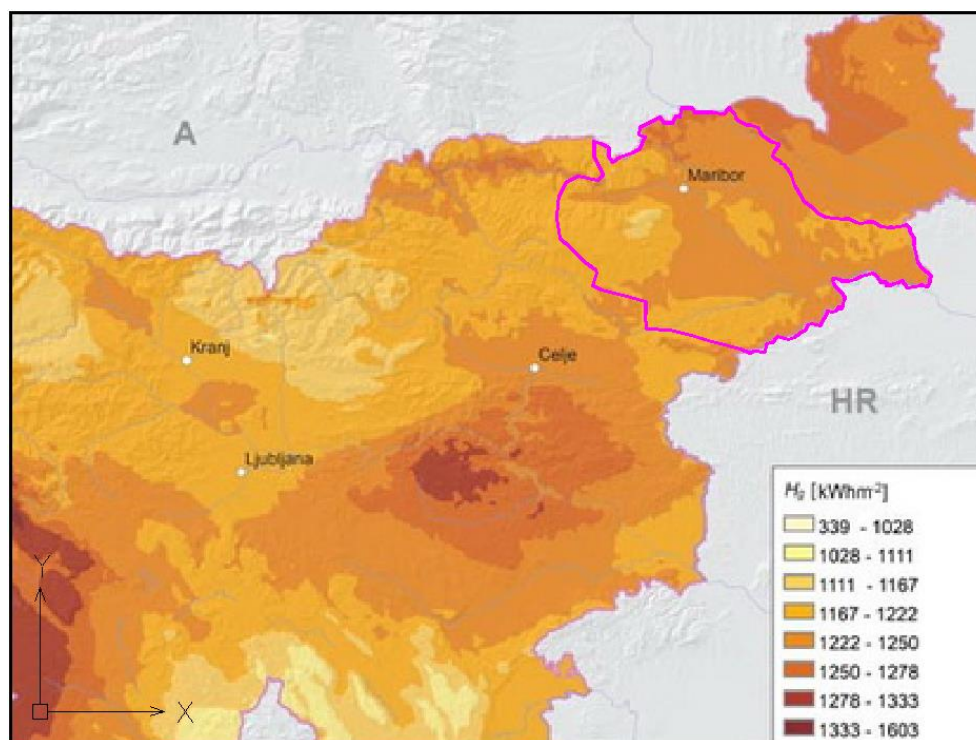 A
Maribor
Kranj
Celje
HR
Ljubljana
Hg [kWhm-2]
339 - 1028
1028 - 1111
1111 - 1167
1167 - 1222
1222 - 1250
1250 - 1278
1278 - 1333
1333 - 1603
Y
X